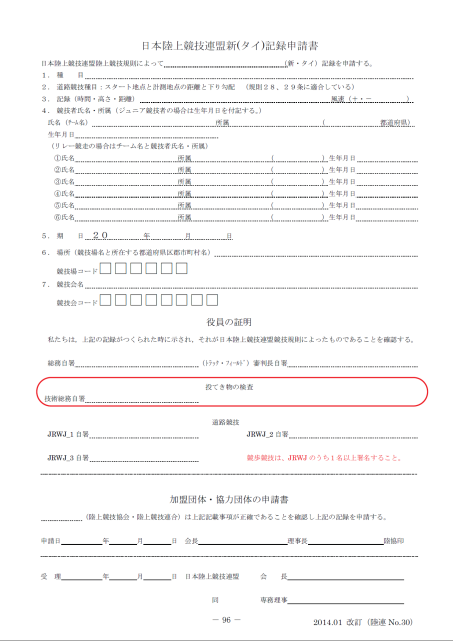 日本陸上競技連盟新(タイ)記録申請書
日本陸上競技連盟陸上競技規則によって (新・タイ) 記録を申請する。
1. 種 目
2. 道路競技種目：スタート地点と計測地点の距離と下り勾配 （規則２８，２９条に適合している）
3. 記録（時間・高さ・距離） 風速（＋・－ ）
4. 競技者氏名・所属（ジュニア競技者の場合は生年月日を付記する。）
氏名（ﾁｰﾑ名） 所属 （ 都道府県）
生年月日
（リレー競走の場合はチーム名と競技者氏名・所属）
①氏名 所属 （ ）生年月日
②氏名 所属 （ ）生年月日
③氏名 所属 （ ）生年月日
④氏名 所属 （ ）生年月日
⑤氏名 所属 （ ）生年月日
⑥氏名 所属 （ ）生年月日
5. 期 日 ２０ 年 月 日
6. 場所（競技場名と所在する都道府県区郡市町村名）
競技場コード □□□□□□
7. 競技会名
競技会コード □□□□□□□□
役員の証明
私たちは，上記の記録がつくられた時に示され，それが日本陸上競技連盟競技規則によったものであることを確認する。
総務自署 （ﾄﾗｯｸ・ﾌｨｰﾙﾄﾞ）審判長自署
投てき物の検査
技術総務自署
道路競技
JRWJ_1 自署 JRWJ_2 自署
JRWJ_3 自署 競歩競技は、JRWJ のうち１名以上署名すること。
加盟団体・協力団体の申請書
（陸上競技協会・陸上競技連合）は上記記載事項が正確であることを確認し上記の記録を申請する。
申請日 年 月 日 会長 理事長 陸協印
受 理 年 月 日 日本陸上競技連盟 会 長
同 専務理事
－ 96 －
2014.01 改訂（陸連 No.30）